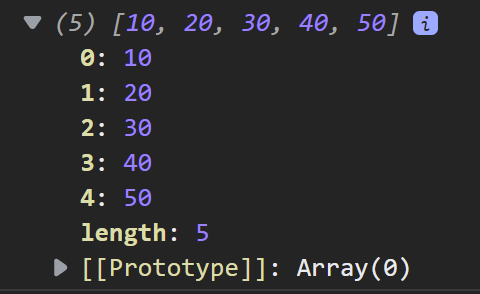 (5) [10, 20, 30, 40, 50] i
0: 10
1: 20
2: 30
3: 40
4: 50
length: 5
[[Prototype]]: Array(0)